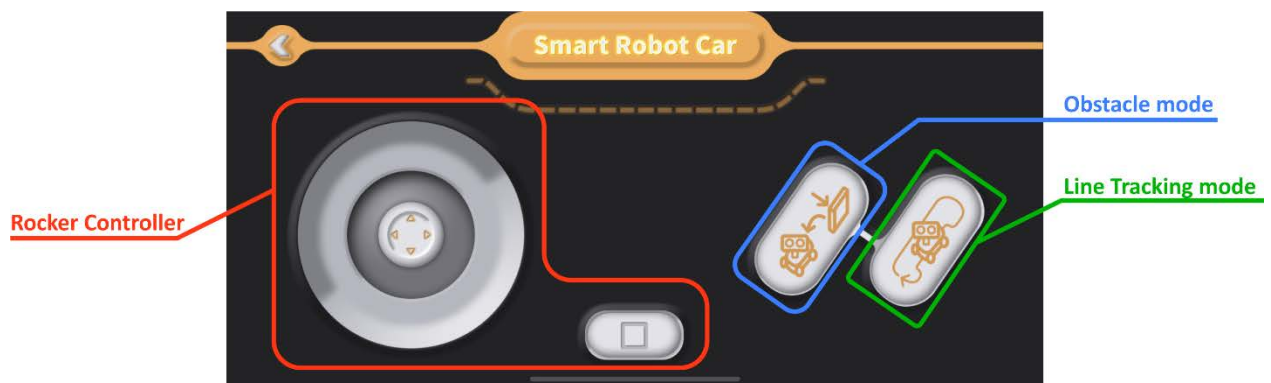 Smart Robot Car
Obstacle mode
Line Tracking mode
Rocker Controller